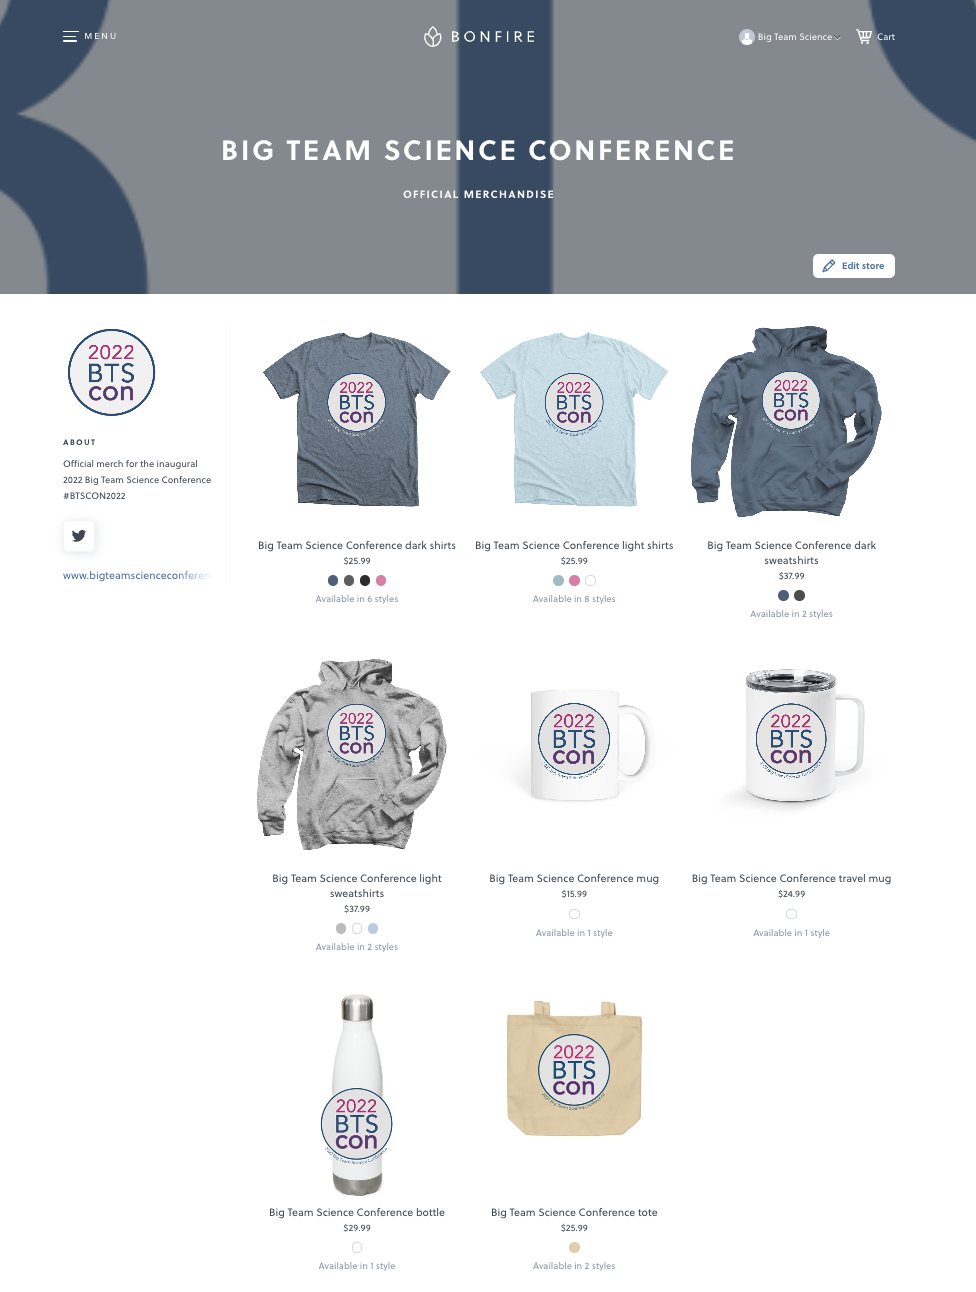 MENU
BONFIRE
Big Team Science
Cart
BIG TEAM SCIENCE CONFERENCE
OFFICIAL MERCHANDISE
Edit store
2022
BTS
con
ABOUT
Official merch for the inaugural
2022 Big Team Science Conference
#BTSCON2022
www.bigteamscienceconferen
2022
BTS
con
Big Team Science Conference dark shirts
$25.99
Available in 6 styles
2022
BTS
con
Big Team Science Conference light shirts
$25.99
Available in 8 styles
2022
BTS
con
Big Team Science Conference dark
sweatshirts
$37.99
Available in 2 styles
2022
BTS
con
Big Team Science Conference light
sweatshirts
$37.99
Available in 2 styles
2022
BTS
con
Big Team Science Conference mug
$15.99
Available in 1 style
2022
BTS
con
Big Team Science Conference travel mug
$24.99
Available in 1 style
2022
BTS
con
2022 Big Team Science Conference
Big Team Science Conference bottle
$29.99
Available in 1 style
2022
BTS
con
Big Team Science Conference tote
$25.99
Available in 2 styles